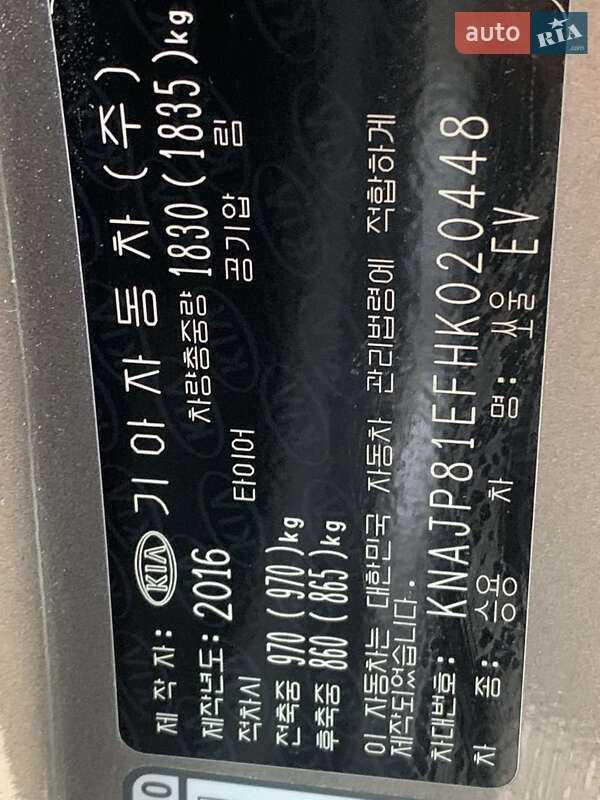 auto RIA .com
제 작 자: KIA 기아자동차(주)
제작년도: 2016 차량총중량 1830(1835)kg
적차시 타이어 공기압 림
전축중 970 (970)kg
후축중 860 (865)kg
이 자동차는 대한민국 자동차 관리법령에 적합하게
제작되었습니다.
차대번호: KNAJP81EFHK020448
차 종: 승용 차 명: 쏘울 EV